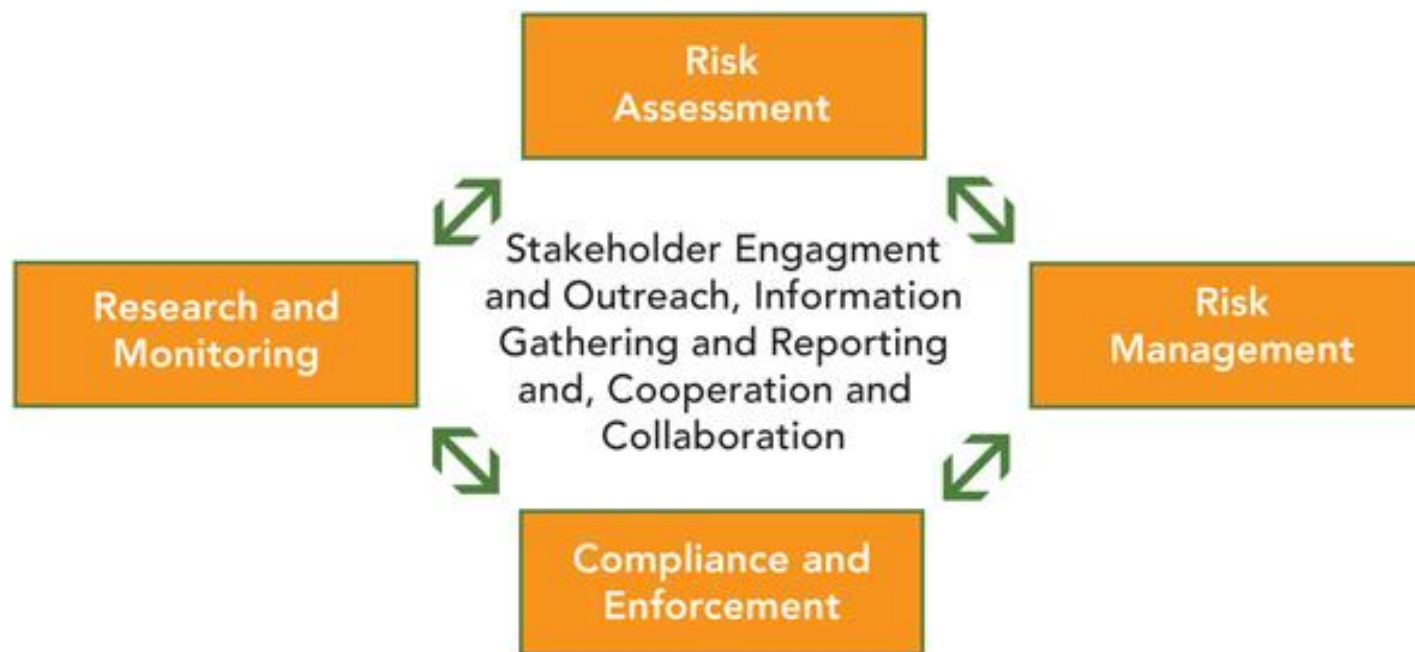 Risk
Assessment
Stakeholder Engagment
and Outreach, Information
Gathering and Reporting
and, Cooperation and
Collaboration
Research and
Monitoring
Risk
Management
Compliance and
Enforcement